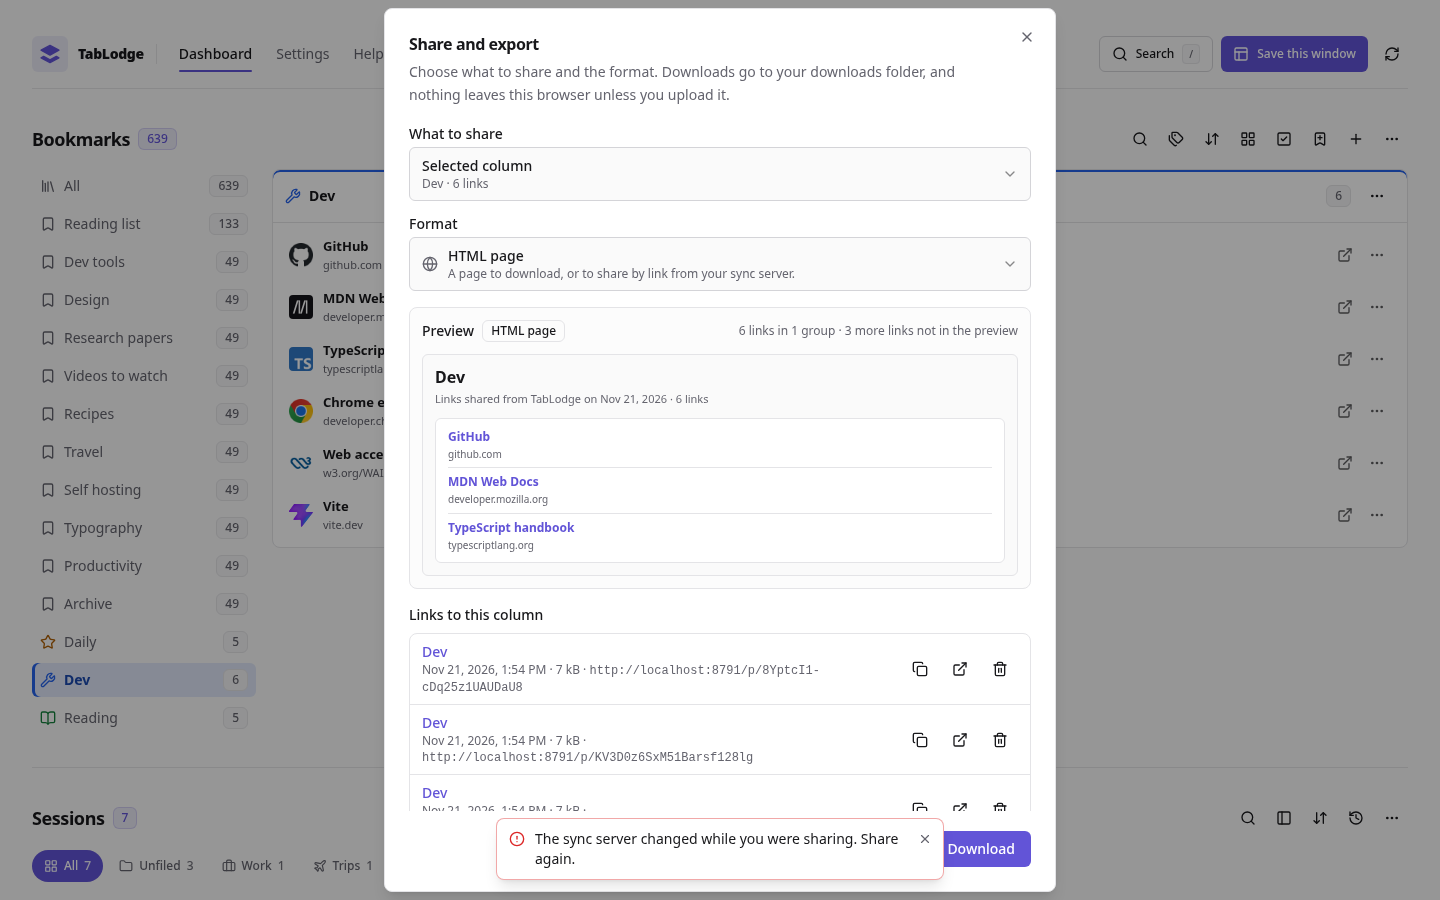 TabLodge
Dashboard
Settings
Help
Search /
Save this window
Bookmarks 639
All 639
Reading list 133
Dev tools 49
Design 49
Research papers 49
Videos to watch 49
Recipes 49
Travel 49
Self hosting 49
Typography 49
Productivity 49
Archive 49
Daily 5
Dev 6
Reading 5
Dev
6
GitHub
github.com
MDN Web
developer.m
TypeScrip
typescriptla
Chrome e
developer.ch
Web acce
w3.org/WAI
Vite
vite.dev
Sessions 7
All 7
Unfiled 3
Work 1
Trips 1
Share and export
Choose what to share and the format. Downloads go to your downloads folder, and
nothing leaves this browser unless you upload it.
What to share
Selected column
Dev · 6 links
Format
HTML page
A page to download, or to share by link from your sync server.
Preview HTML page 6 links in 1 group · 3 more links not in the preview
Dev
Links shared from TabLodge on Nov 21, 2026 · 6 links
GitHub
github.com
MDN Web Docs
developer.mozilla.org
TypeScript handbook
typescriptlang.org
Links to this column
Dev
Nov 21, 2026, 1:54 PM · 7 kB · http://localhost:8791/p/8YptcI1-
cDq25z1UAUDaU8
Dev
Nov 21, 2026, 1:54 PM · 7 kB ·
http://localhost:8791/p/KV3D0z6SxM51Barsf128lg
Dev
Nov 21, 2026, 1:54 PM · 7 kB ·
The sync server changed while you were sharing. Share
again.
Download